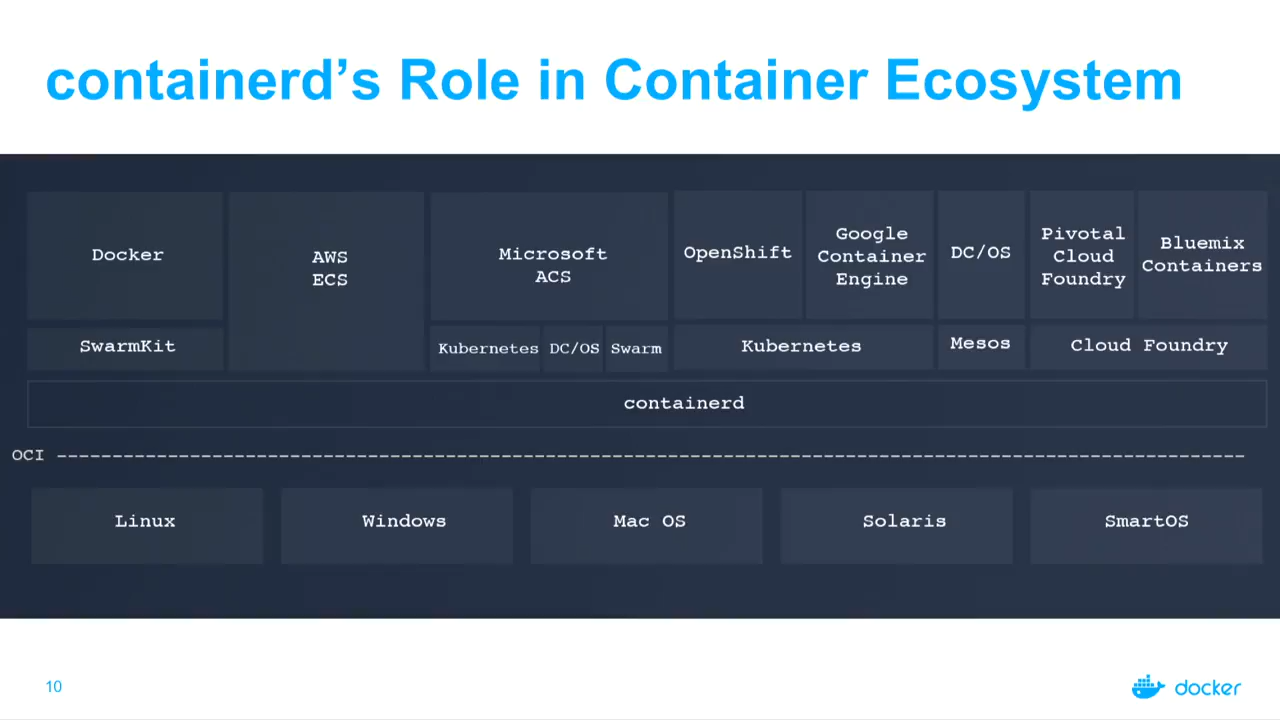 containerd’s Role in Container Ecosystem
Docker
AWS
ECS
Microsoft
ACS
OpenShift
Google
Container
Engine
DC/OS
Pivotal
Cloud
Foundry
Bluemix
Containers
SwarmKit
Kubernetes
DC/OS
Swarm
Kubernetes
Mesos
Cloud Foundry
containerd
OCI
Linux
Windows
Mac OS
Solaris
SmartOS
10
docker